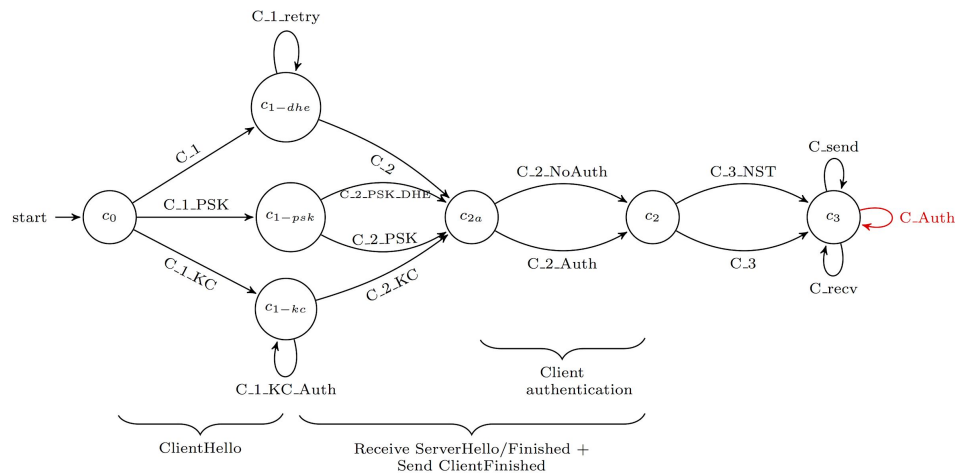 C_1_retry
c1−dhe
C_1
C_2
C_send
C_2_PSK_DHE
C_2_NoAuth
C_3_NST
start
c0
C_1_PSK
c1−psk
c2a
c2
c3
C_Auth
C_2_PSK
C_2_Auth
C_3
C_1_KC
C_2_KC
C_recv
c1−kc
C_1_KC_Auth
Client
authentication
ClientHello
Receive ServerHello/Finished +
Send ClientFinished